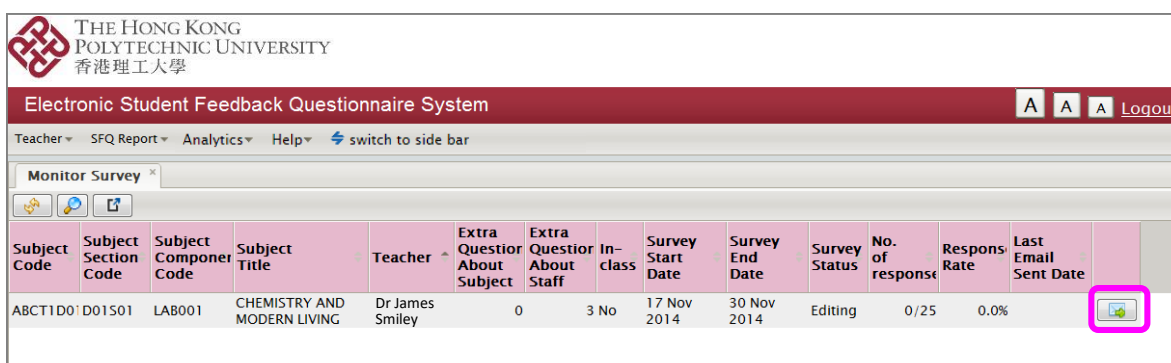 THE HONG KONG
POLYTECHNIC UNIVERSITY
香港理工大學
Electronic Student Feedback Questionnaire System
A A A Logou
Teacher SFQ Report Analytics Help switch to side bar
Monitor Survey ×
Subject Code
Subject Section Code
Subject Componer Code
Subject Title
Teacher
Extra Question About Subject
Extra Question About Staff
In-class
Survey Start Date
Survey End Date
Survey Status
No. of response
Respons Rate
Last Email Sent Date
ABCT1D01 D01S01 LAB001 CHEMISTRY AND MODERN LIVING Dr James Smiley 0 3 No 17 Nov 2014 30 Nov 2014 Editing 0/25 0.0%